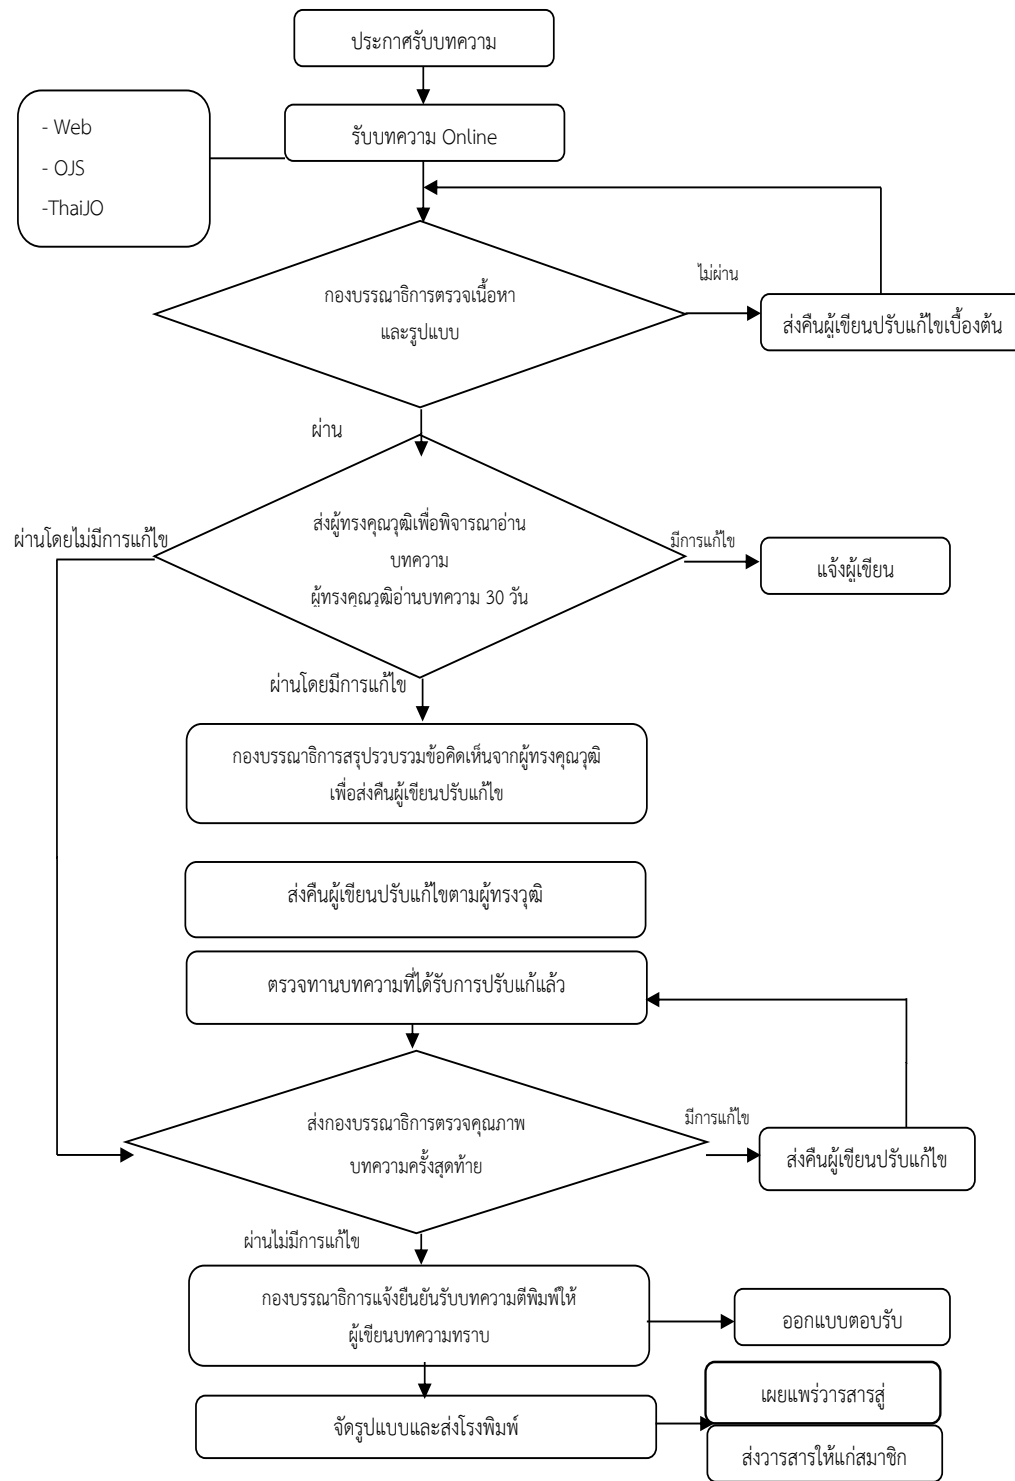 ประกาศรับบทความ
รับบทความ Online
- Web
- OJS
-ThaiJO
กองบรรณาธิการตรวจเนื้อหา
และรูปแบบ
ไม่ผ่าน
ส่งคืนผู้เขียนปรับแก้ไขเบื้องต้น
ผ่าน
ส่งผู้ทรงคุณวุฒิเพื่อพิจารณาอ่าน
บทความ
ผู้ทรงคุณวุฒิอ่านบทความ 30 วัน
ผ่านโดยไม่มีการแก้ไข
มีการแก้ไข
แจ้งผู้เขียน
ผ่านโดยมีการแก้ไข
กองบรรณาธิการสรุปรวบรวมข้อคิดเห็นจากผู้ทรงคุณวุฒิ
เพื่อส่งคืนผู้เขียนปรับแก้ไข
ส่งคืนผู้เขียนปรับแก้ไขตามผู้ทรงวุฒิ
ตรวจทานบทความที่ได้รับการปรับแก้แล้ว
ส่งกองบรรณาธิการตรวจคุณภาพ
บทความครั้งสุดท้าย
มีการแก้ไข
ส่งคืนผู้เขียนปรับแก้ไข
ผ่านไม่มีการแก้ไข
กองบรรณาธิการแจ้งยืนยันรับบทความตีพิมพ์ให้
ผู้เขียนบทความทราบ
ออกแบบตอบรับ
จัดรูปแบบและส่งโรงพิมพ์
เผยแพร่วารสารสู่
ส่งวารสารให้แก่สมาชิก